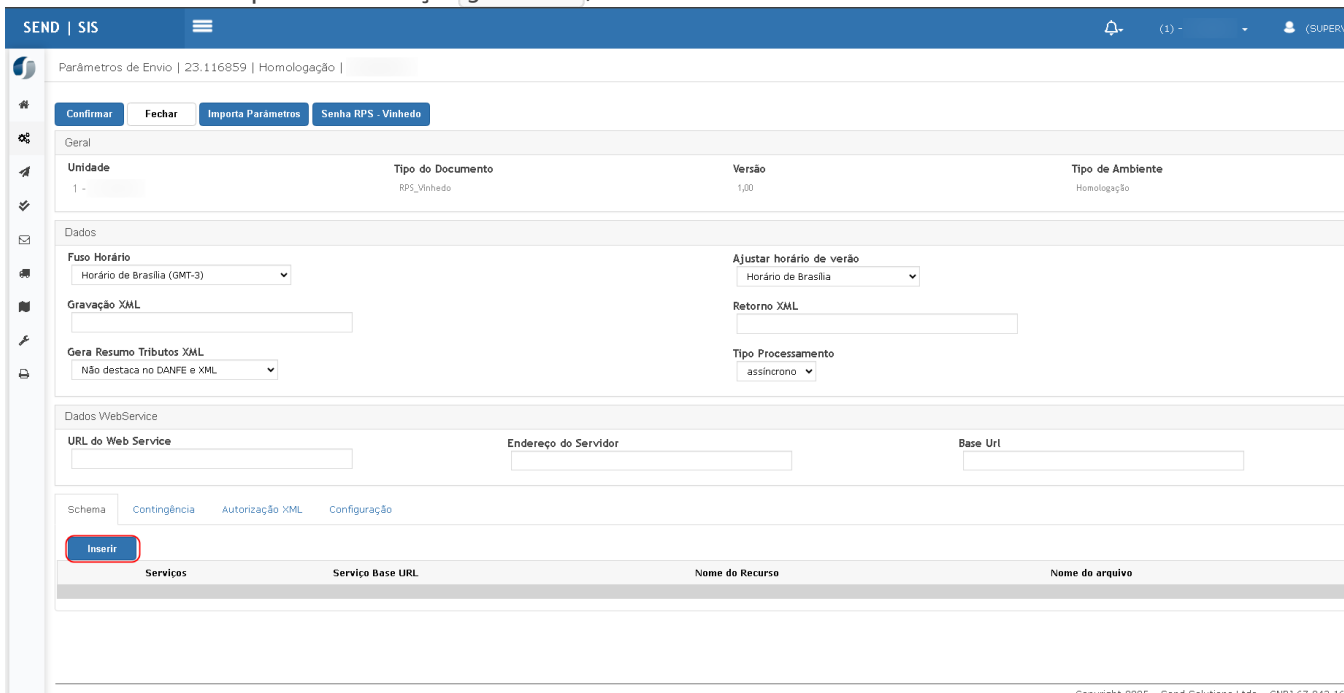 SEND | SIS (1) - (SUPERV
Parâmetros de Envio | 23.116859 | Homologação |
Confirmar Fechar Importa Parâmetros Senha RPS - Vinhedo
Geral
Unidade Tipo do Documento Versão Tipo de Ambiente
1 - RPS_Vinhedo 1,00 Homologação
Dados
Fuso Horário Ajustar horário de verão
Horário de Brasília (GMT-3) Horário de Brasília
Gravação XML Retorno XML
Gera Resumo Tributos XML Tipo Processamento
Não destaca no DANFE e XML assíncrono
Dados WebService
URL do Web Service Endereço do Servidor Base Url
Schema Contingência Autorização XML Configuração
Inserir
Serviços Serviço Base URL Nome do Recurso Nome do arquivo